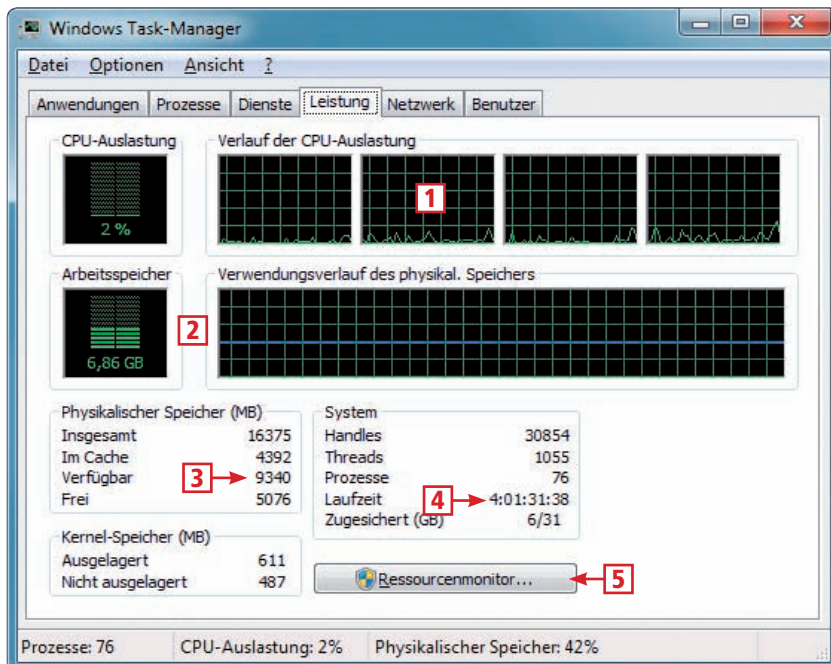 Windows Task-Manager
Datei Optionen Ansicht ?
Anwendungen Prozesse Dienste Leistung Netzwerk Benutzer
CPU-Auslastung Verlauf der CPU-Auslastung
1
2 %
Arbeitsspeicher Verwendungsverlauf des physikal. Speichers
2
6,86 GB
Physikalischer Speicher (MB)
Insgesamt 16375
Im Cache 4392
Verfügbar 3 9340
Frei 5076
System
Handles 30854
Threads 1055
Prozesse 76
Laufzeit 4 4:01:31:38
Zugesichert (GB) 6/31
Kernel-Speicher (MB)
Ausgelagert 611
Nicht ausgelagert 487
Ressourcenmonitor... 5
Prozesse: 76 CPU-Auslastung: 2% Physikalischer Speicher: 42%